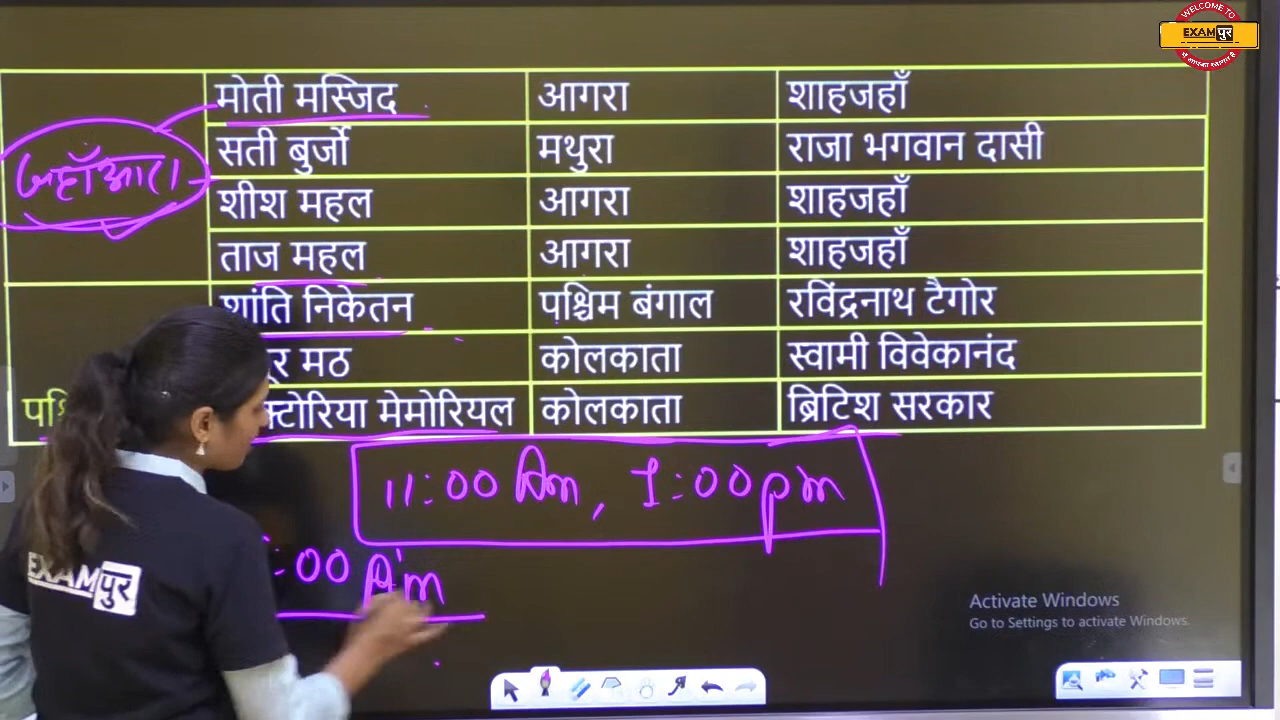 WELCOME TO
EXAMपुर
मोती मस्जिद आगरा शाहजहाँ
सती बुर्जो मथुरा राजा भगवान दासी
जहाँआरा
शीश महल आगरा शाहजहाँ
ताज महल आगरा शाहजहाँ
शांति निकेतन पश्चिम बंगाल रविंद्रनाथ टैगोर
मठ कोलकाता स्वामी विवेकानंद
मेमोरियल कोलकाता ब्रिटिश सरकार
11:00 Am, 1:00 pm
:00 Am
EXAMपुर
Activate Windows
Go to Settings to activate Windows.